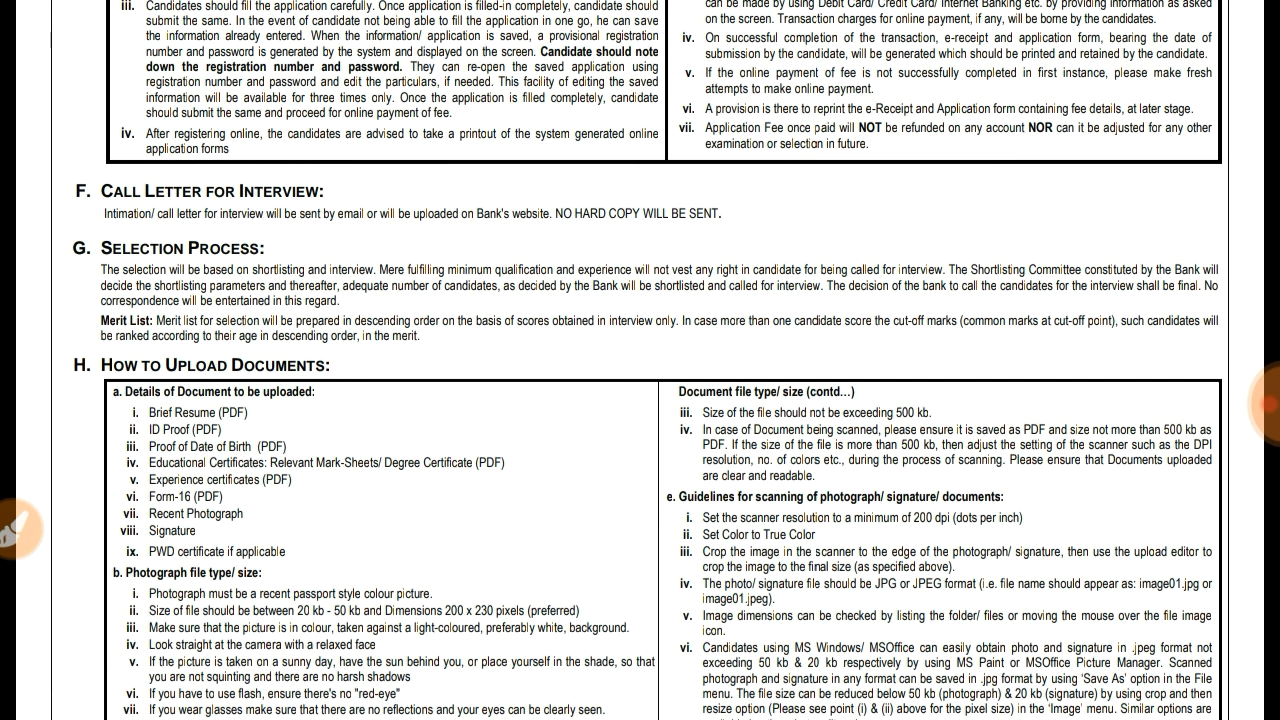 iii. Candidates should fill the application carefully. Once application is filled-in completely, candidate should
submit the same. In the event of candidate not being able to fill the application in one go, he can save
the information already entered. When the information/ application is saved, a provisional registration
number and password is generated by the system and displayed on the screen. Candidate should note
down the registration number and password. They can re-open the saved application using
registration number and password and edit the particulars, if needed. This facility of editing the saved
information will be available for three times only. Once the application is filled completely, candidate
should submit the same and proceed for online payment of fee.
iv. After registering online, the candidates are advised to take a printout of the system generated online
application forms
can be made by using Debit Card/ Credit Card/ Internet Banking etc. by providing information as asked
on the screen. Transaction charges for online payment, if any, will be borne by the candidates.
iv. On successful completion of the transaction, e-receipt and application form, bearing the date of
submission by the candidate, will be generated which should be printed and retained by the candidate.
v. If the online payment of fee is not successfully completed in first instance, please make fresh
attempts to make online payment.
vi. A provision is there to reprint the e-Receipt and Application form containing fee details, at later stage.
vii. Application Fee once paid will NOT be refunded on any account NOR can it be adjusted for any other
examination or selection in future.
F. CALL LETTER FOR INTERVIEW:
Intimation/ call letter for interview will be sent by email or will be uploaded on Bank's website. NO HARD COPY WILL BE SENT.
G. SELECTION PROCESS:
The selection will be based on shortlisting and interview. Mere fulfilling minimum qualification and experience will not vest any right in candidate for being called for interview. The Shortlisting Committee constituted by the Bank will
decide the shortlisting parameters and thereafter, adequate number of candidates, as decided by the Bank will be shortlisted and called for interview. The decision of the bank to call the candidates for the interview shall be final. No
correspondence will be entertained in this regard.
Merit List: Merit list for selection will be prepared in descending order on the basis of scores obtained in interview only. In case more than one candidate score the cut-off marks (common marks at cut-off point), such candidates will
be ranked according to their age in descending order, in the merit.
H. HOW TO UPLOAD DOCUMENTS:
a. Details of Document to be uploaded:
i. Brief Resume (PDF)
ii. ID Proof (PDF)
iii. Proof of Date of Birth (PDF)
iv. Educational Certificates: Relevant Mark-Sheets/ Degree Certificate (PDF)
v. Experience certificates (PDF)
vi. Form-16 (PDF)
vii. Recent Photograph
viii. Signature
ix. PWD certificate if applicable
b. Photograph file type/ size:
i. Photograph must be a recent passport style colour picture.
ii. Size of file should be between 20 kb - 50 kb and Dimensions 200 x 230 pixels (preferred)
iii. Make sure that the picture is in colour, taken against a light-coloured, preferably white, background.
iv. Look straight at the camera with a relaxed face
v. If the picture is taken on a sunny day, have the sun behind you, or place yourself in the shade, so that
you are not squinting and there are no harsh shadows
vi. If you have to use flash, ensure there's no "red-eye"
vii. If you wear glasses make sure that there are no reflections and your eyes can be clearly seen.
Document file type/ size (contd…)
iii. Size of the file should not be exceeding 500 kb.
iv. In case of Document being scanned, please ensure it is saved as PDF and size not more than 500 kb as
PDF. If the size of the file is more than 500 kb, then adjust the setting of the scanner such as the DPI
resolution, no. of colors etc., during the process of scanning. Please ensure that Documents uploaded
are clear and readable.
e. Guidelines for scanning of photograph/ signature/ documents:
i. Set the scanner resolution to a minimum of 200 dpi (dots per inch)
ii. Set Color to True Color
iii. Crop the image in the scanner to the edge of the photograph/ signature, then use the upload editor to
crop the image to the final size (as specified above).
iv. The photo/ signature file should be JPG or JPEG format (i.e. file name should appear as: image01.jpg or
image01.jpeg).
v. Image dimensions can be checked by listing the folder/ files or moving the mouse over the file image
icon.
vi. Candidates using MS Windows/ MSOffice can easily obtain photo and signature in .jpeg format not
exceeding 50 kb & 20 kb respectively by using MS Paint or MSOffice Picture Manager. Scanned
photograph and signature in any format can be saved in .jpg format by using 'Save As' option in the File
menu. The file size can be reduced below 50 kb (photograph) & 20 kb (signature) by using crop and then
resize option (Please see point (i) & (ii) above for the pixel size) in the 'Image' menu. Similar options are